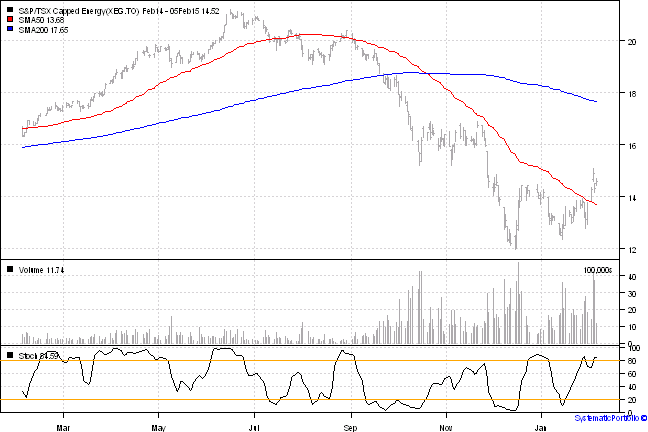 S&P/TSX Capped Energy(XEG.TO) Feb14 - 05Feb15 14.52
SMA50 13.68
SMA200 17.65
20
18
16
14
12
Volume 11.74
100,000s
40
30
20
10
0
Stoch 84.59
100
80
60
40
20
0
Mar May Jul Sep Nov Jan
SystematicPortfolio ©